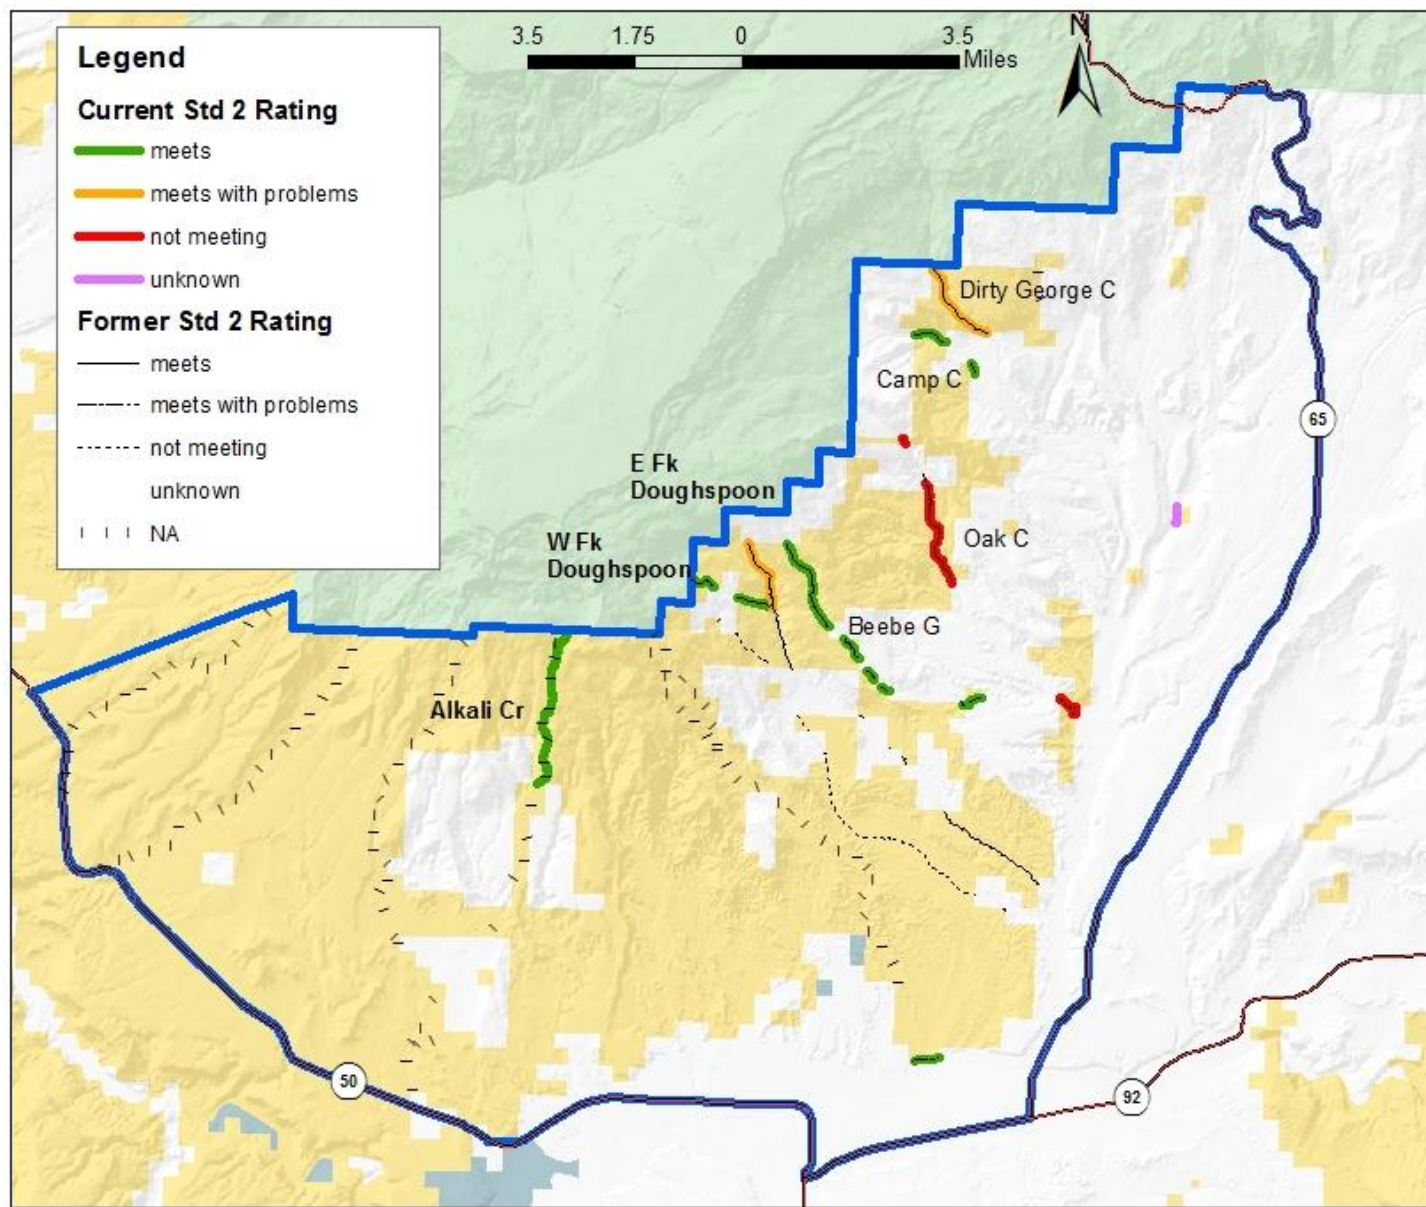 Legend
Current Std 2 Rating
meets
meets with problems
not meeting
unknown
Former Std 2 Rating
meets
meets with problems
not meeting
unknown
NA
3.5 1.75 0 3.5
Miles
N
Dirty George C
Camp C
65
E Fk
Doughspoon
Oak C
W Fk
Doughspoon
Beebe G
Alkali Cr
50
92